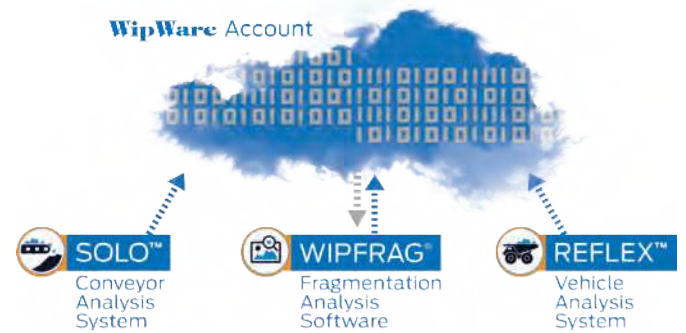 WipWare Account
SOLO™
Conveyor
Analysis
System
WIPFRAG®
Fragmentation
Analysis
Software
REFLEX™
Vehicle
Analysis
System